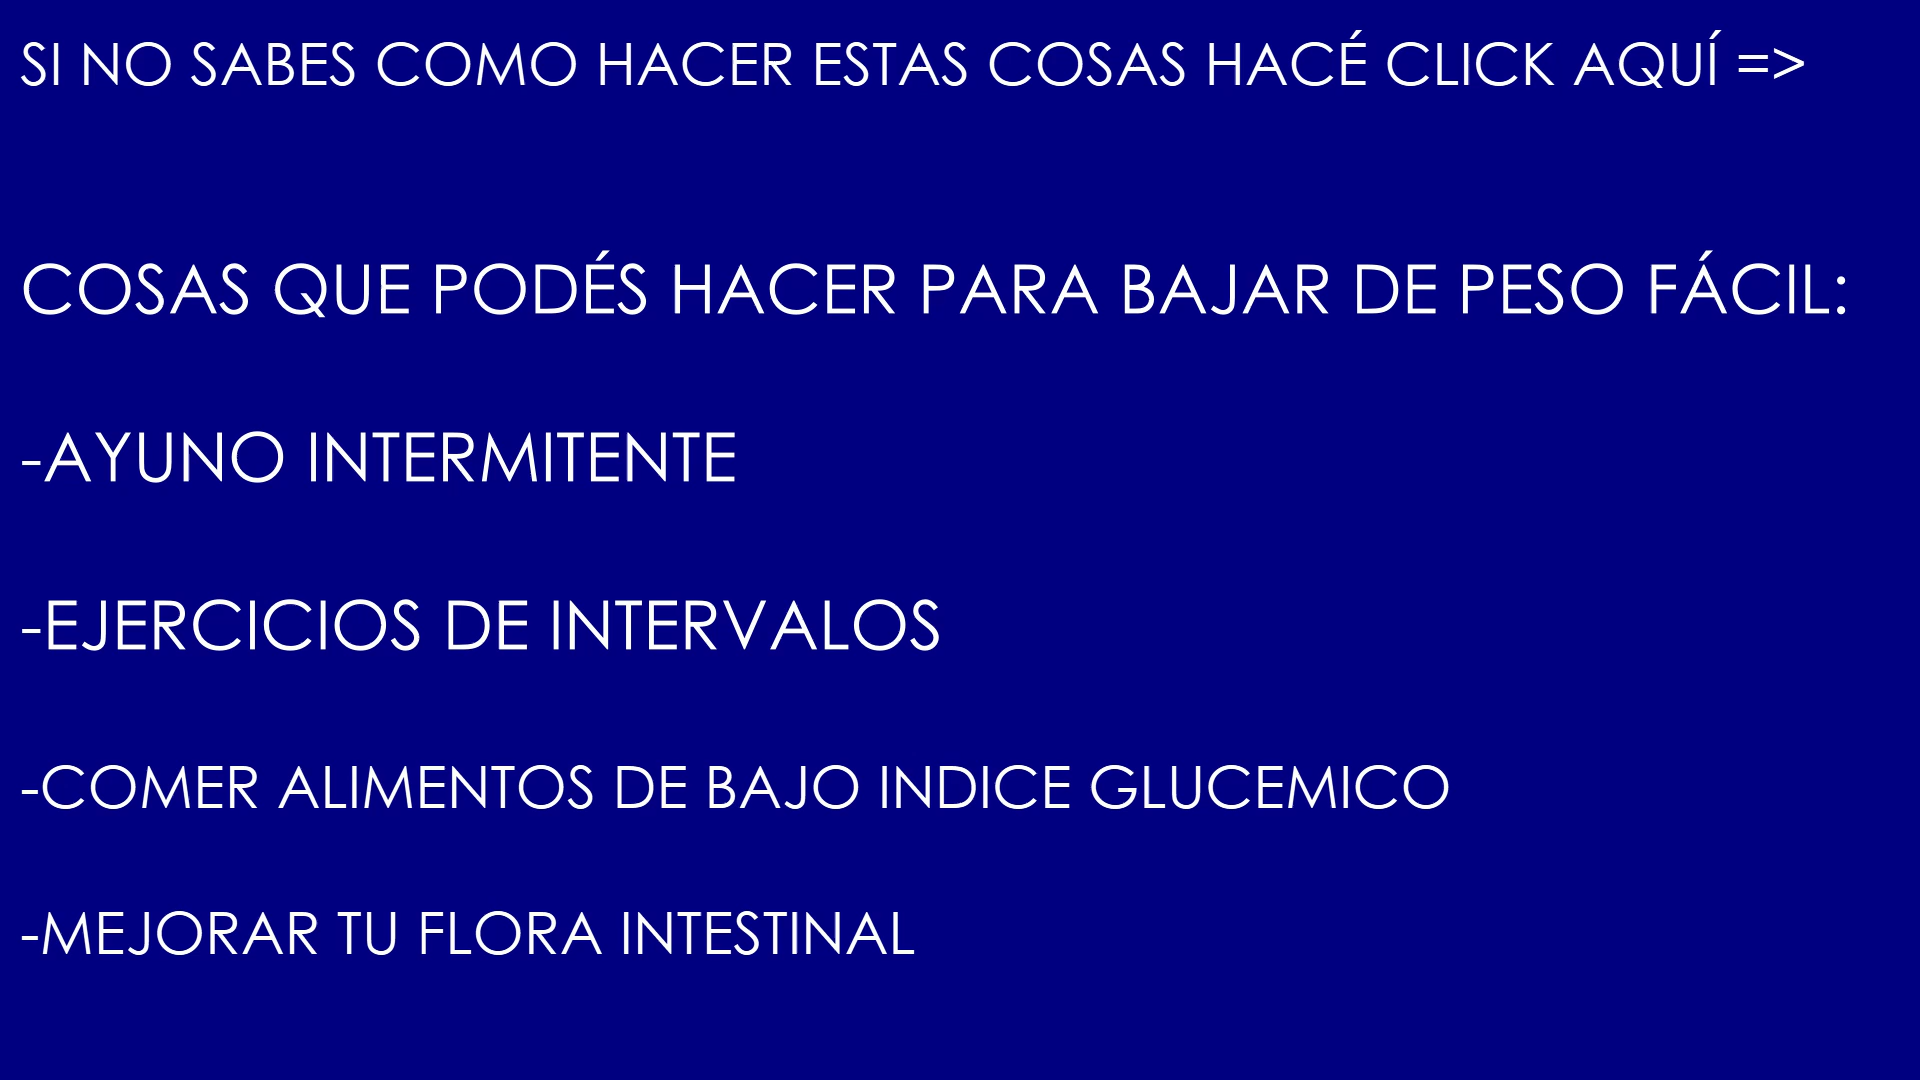 SI NO SABES COMO HACER ESTAS COSAS HACÉ CLICK AQUÍ =>
COSAS QUE PODÉS HACER PARA BAJAR DE PESO FÁCIL:
-AYUNO INTERMITENTE
-EJERCICIOS DE INTERVALOS
-COMER ALIMENTOS DE BAJO INDICE GLUCEMICO
-MEJORAR TU FLORA INTESTINAL